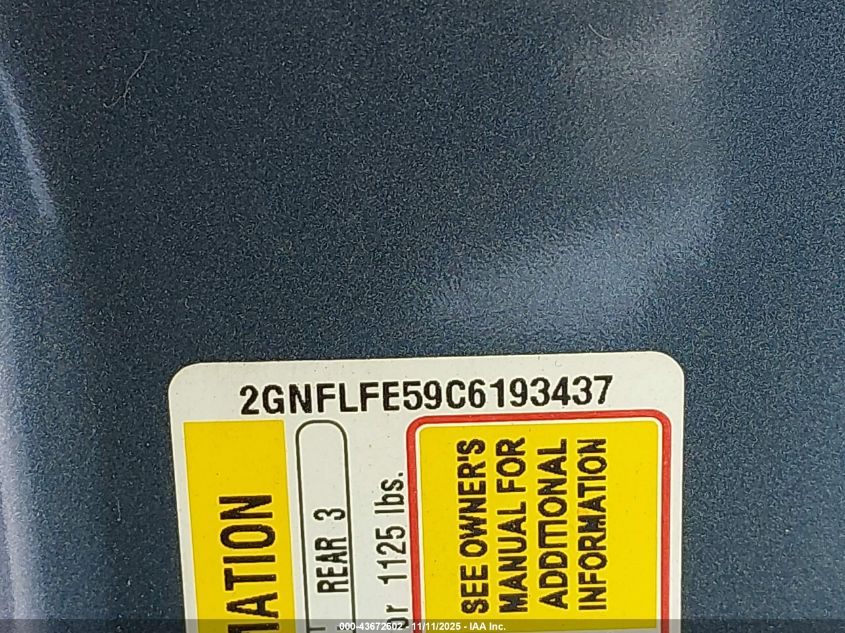 2GNFLFE59C6193437
MATION
REAR 3
or 1125 lbs.
SEE OWNER'S
MANUAL FOR
ADDITIONAL
INFORMATION
000-43672602 - 11/11/2025 - IAA Inc.